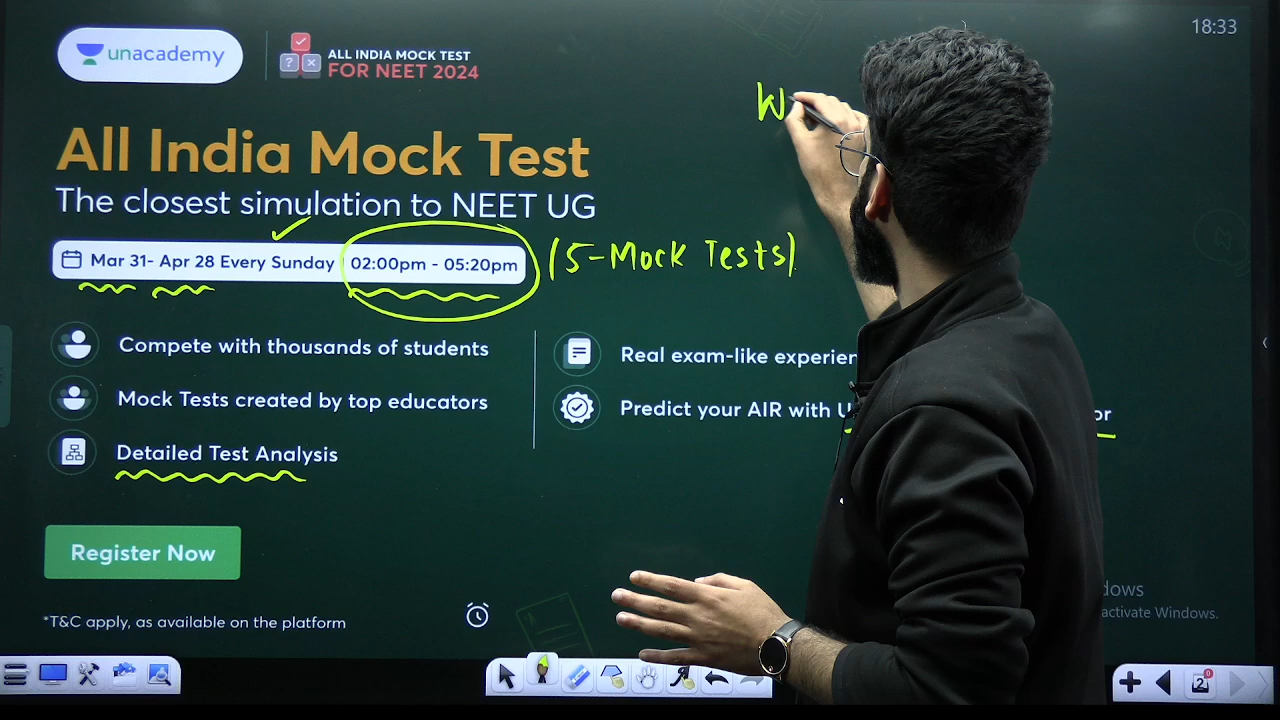 18:33
unacademy
ALL INDIA MOCK TEST
FOR NEET 2024
W
All India Mock Test
The closest simulation to NEET UG
Mar 31- Apr 28 Every Sunday 02:00pm - 05:20pm
(5-Mock Tests)
Compete with thousands of students
Mock Tests created by top educators
Detailed Test Analysis
Real exam-like
Predict your AIR with
Register Now
activate Windows.
*T&C apply, as available on the platform
2